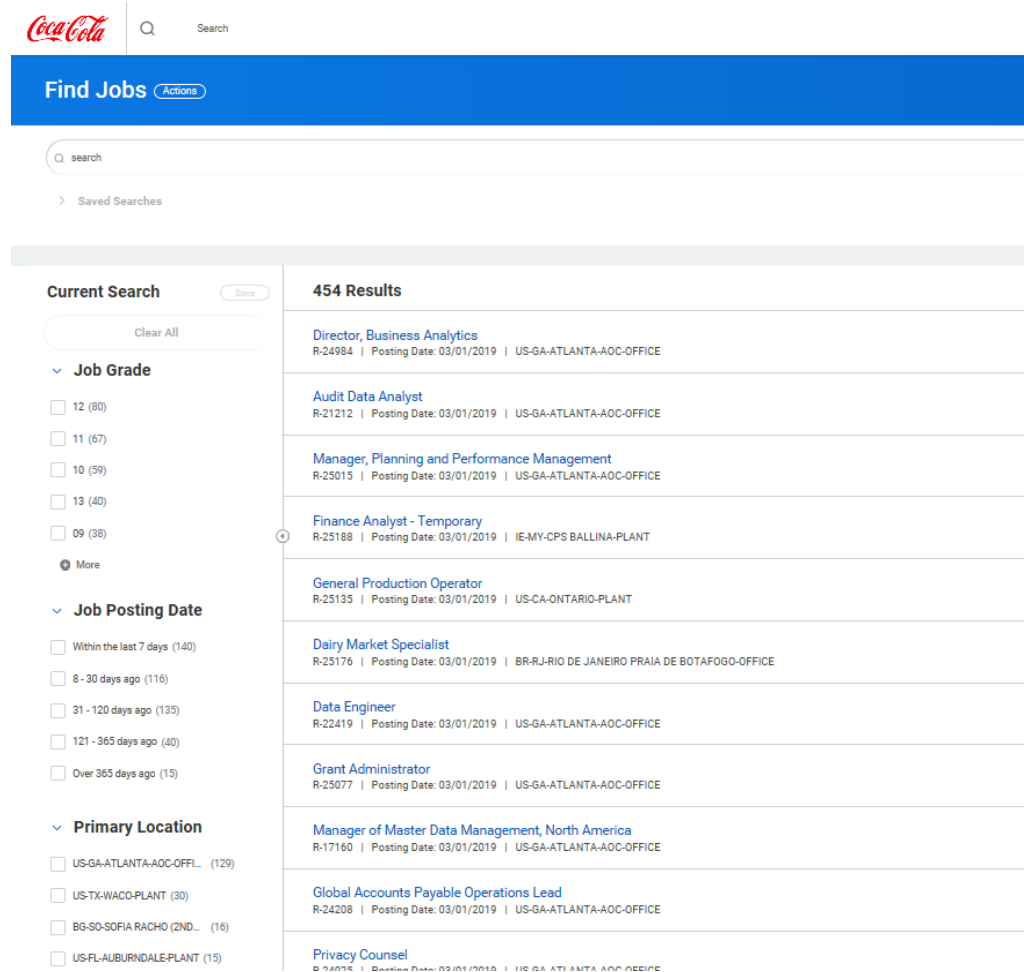 Coca-Cola
Search
Find Jobs Actions
search
Saved Searches
Current Search Save
Clear All
Job Grade
12 (80)
11 (67)
10 (59)
13 (40)
09 (38)
More
Job Posting Date
Within the last 7 days (140)
8 - 30 days ago (116)
31 - 120 days ago (135)
121 - 365 days ago (40)
Over 365 days ago (15)
Primary Location
US-GA-ATLANTA-AOC-OFFI... (129)
US-TX-WACO-PLANT (30)
BG-SO-SOFIA RACHO (2ND... (16)
US-FL-AUBURNDALE-PLANT (15)
454 Results
Director, Business Analytics
R-24984 | Posting Date: 03/01/2019 | US-GA-ATLANTA-AOC-OFFICE
Audit Data Analyst
R-21212 | Posting Date: 03/01/2019 | US-GA-ATLANTA-AOC-OFFICE
Manager, Planning and Performance Management
R-25015 | Posting Date: 03/01/2019 | US-GA-ATLANTA-AOC-OFFICE
Finance Analyst - Temporary
R-25188 | Posting Date: 03/01/2019 | IE-MY-CPS BALLINA-PLANT
General Production Operator
R-25135 | Posting Date: 03/01/2019 | US-CA-ONTARIO-PLANT
Dairy Market Specialist
R-25176 | Posting Date: 03/01/2019 | BR-RJ-RIO DE JANEIRO PRAIA DE BOTAFOGO-OFFICE
Data Engineer
R-22419 | Posting Date: 03/01/2019 | US-GA-ATLANTA-AOC-OFFICE
Grant Administrator
R-25077 | Posting Date: 03/01/2019 | US-GA-ATLANTA-AOC-OFFICE
Manager of Master Data Management, North America
R-17160 | Posting Date: 03/01/2019 | US-GA-ATLANTA-AOC-OFFICE
Global Accounts Payable Operations Lead
R-24208 | Posting Date: 03/01/2019 | US-GA-ATLANTA-AOC-OFFICE
Privacy Counsel
R-24025 | Posting Date: 03/01/2019 | US-GA-ATLANTA-AOC-OFFICE